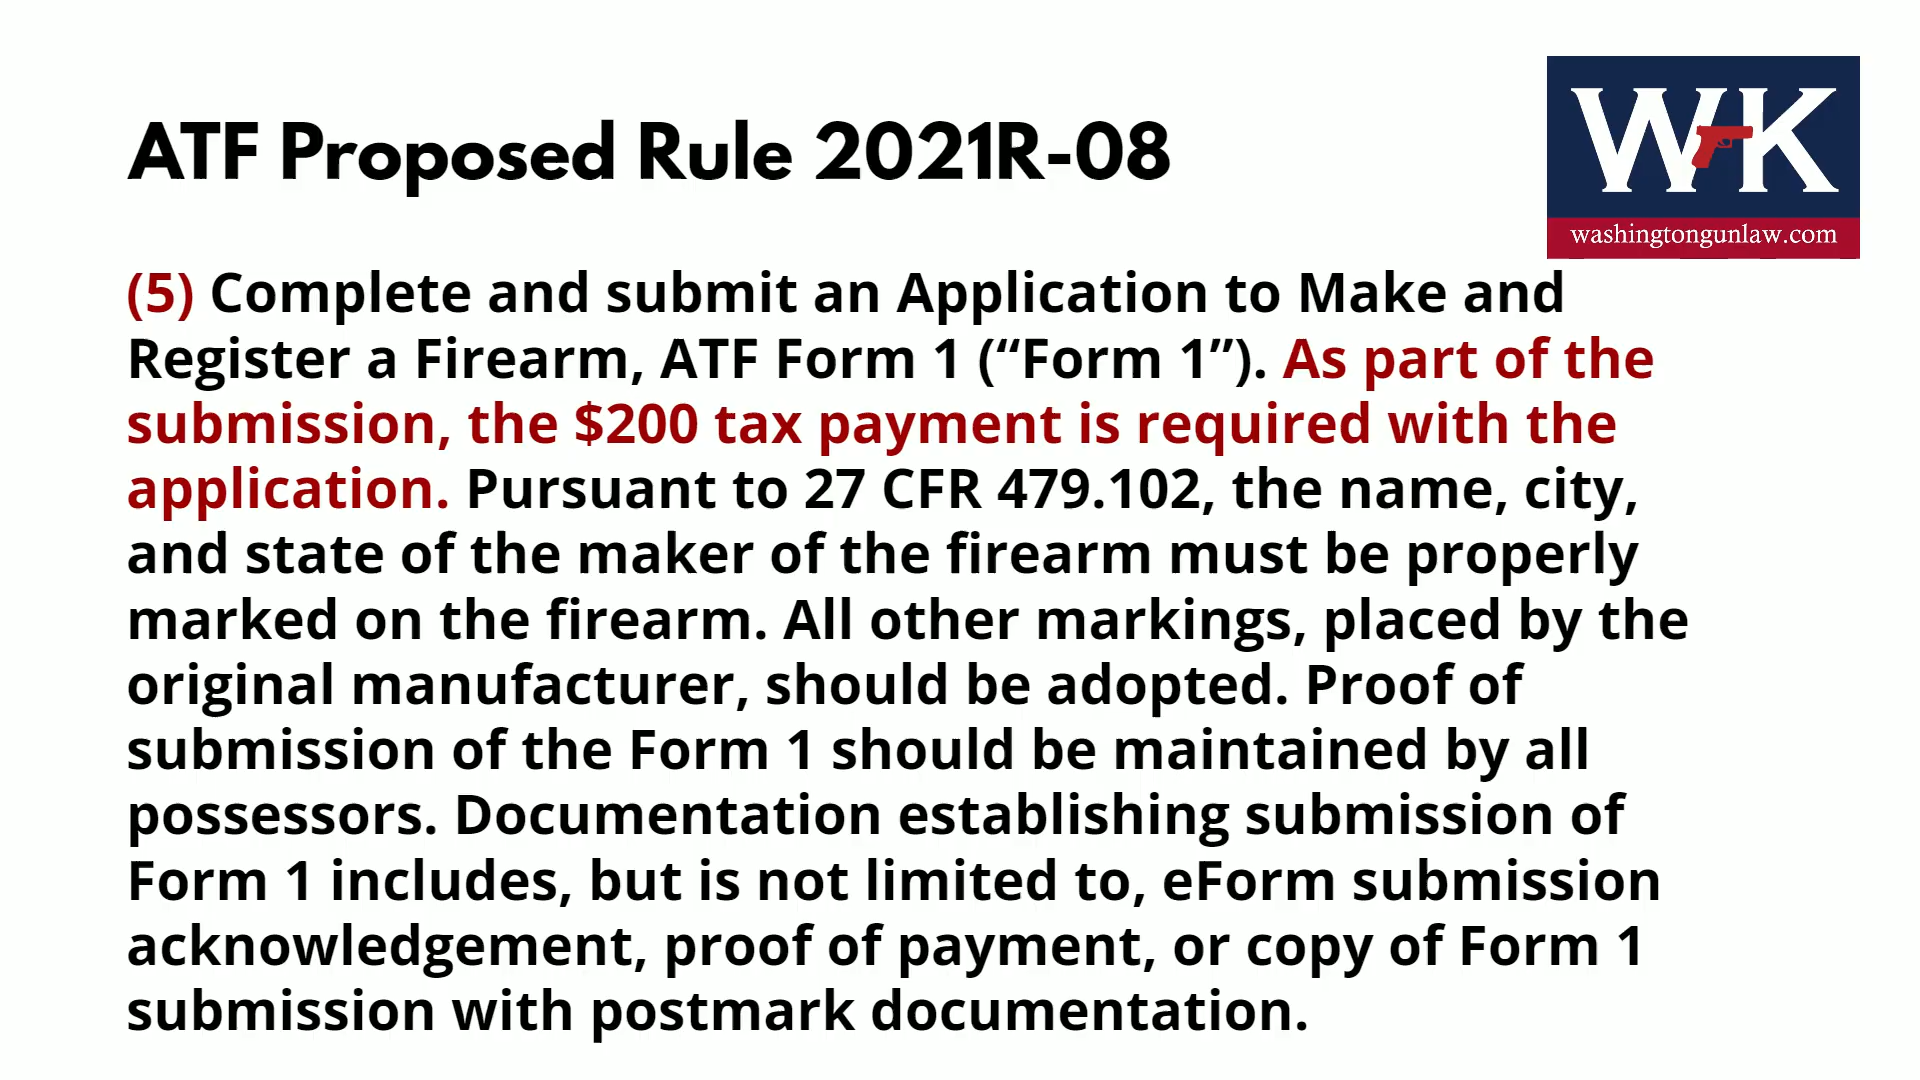 ATF Proposed Rule 2021R-08
WK
washingtongunlaw.com
(5) Complete and submit an Application to Make and
Register a Firearm, ATF Form 1 (“Form 1”). As part of the
submission, the $200 tax payment is required with the
application. Pursuant to 27 CFR 479.102, the name, city,
and state of the maker of the firearm must be properly
marked on the firearm. All other markings, placed by the
original manufacturer, should be adopted. Proof of
submission of the Form 1 should be maintained by all
possessors. Documentation establishing submission of
Form 1 includes, but is not limited to, eForm submission
acknowledgement, proof of payment, or copy of Form 1
submission with postmark documentation.